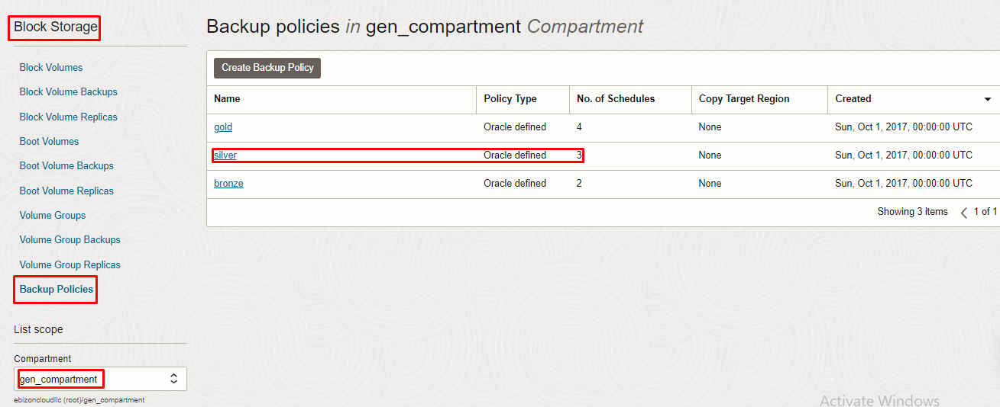 Block Storage
Block Volumes
Block Volume Backups
Block Volume Replicas
Boot Volumes
Boot Volume Backups
Boot Volume Replicas
Volume Groups
Volume Group Backups
Volume Group Replicas
Backup Policies
List scope
Compartment
gen_compartment
ebizoncloudllc (root)/gen_compartment
Backup policies in gen_compartment Compartment
Create Backup Policy
Name Policy Type No. of Schedules Copy Target Region Created
gold Oracle defined 4 None Sun, Oct 1, 2017, 00:00:00 UTC
silver Oracle defined 3 None Sun, Oct 1, 2017, 00:00:00 UTC
bronze Oracle defined 2 None Sun, Oct 1, 2017, 00:00:00 UTC
Showing 3 items 1 of 1
Activate Windows